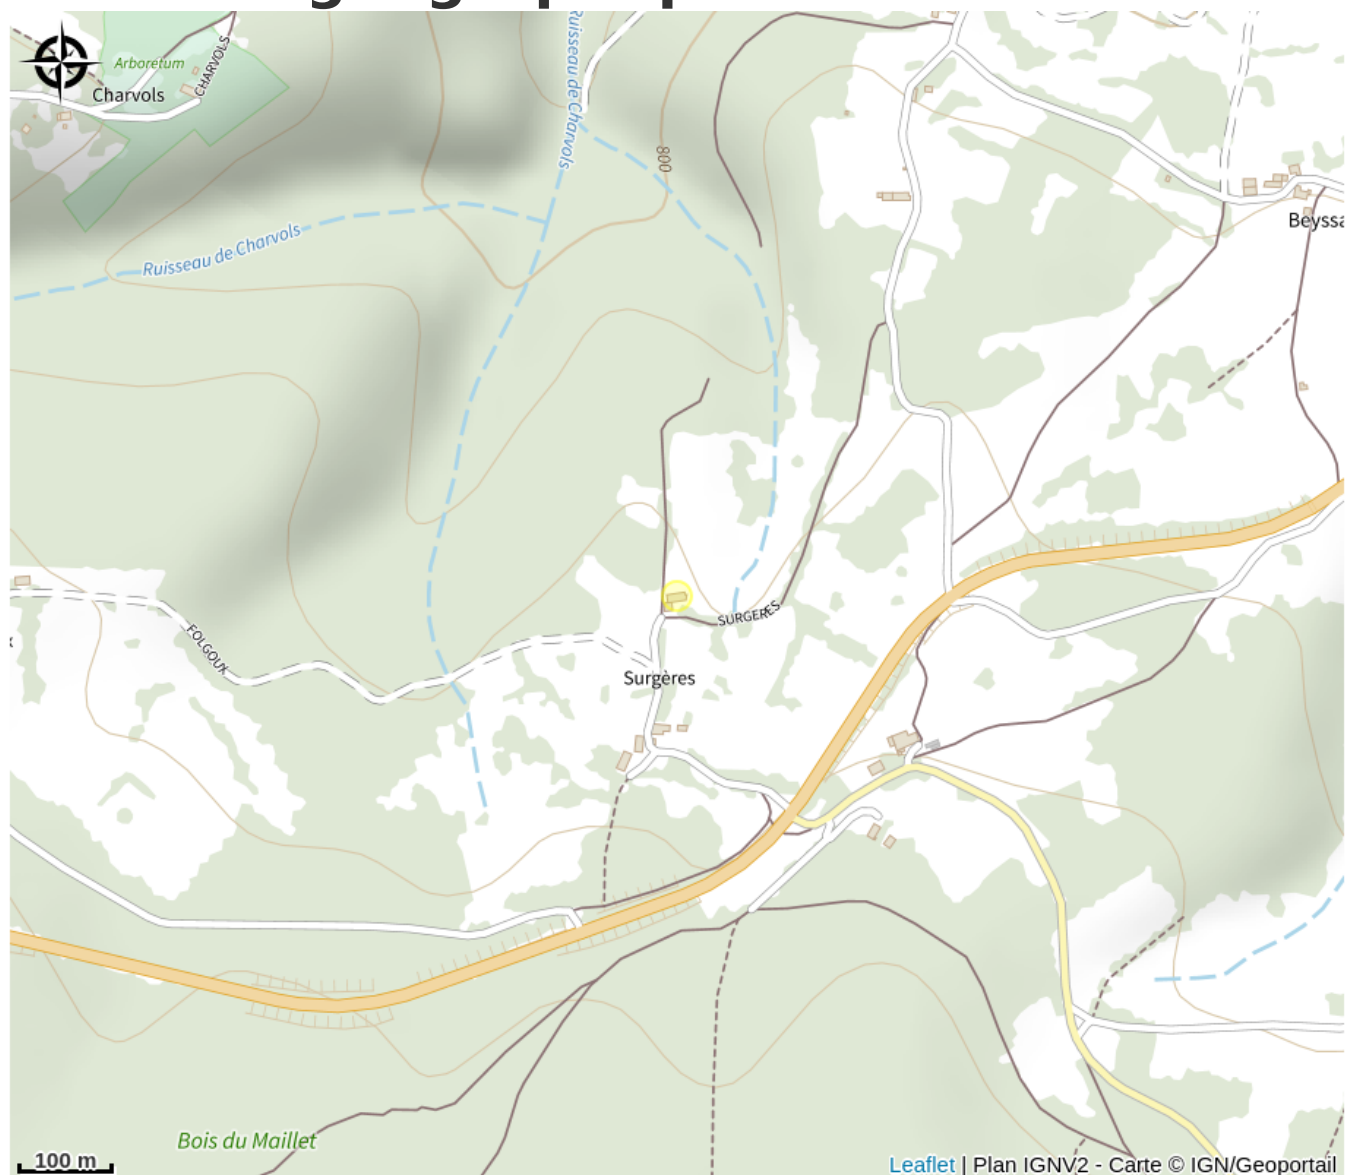 Ruisseau de Charvols
Arboretum
CHARVOLS
Charvols
800
Ruisseau de Charvols
SURGERES
FOLGOUX
Surgères
Bois du Maillet
100 m
Leaflet | Plan IGNV2 - Carte © IGN/Geoportail